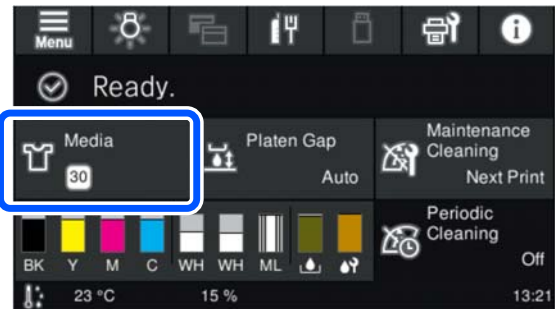 Menu
Ready.
Media
30
Platen Gap
Auto
Maintenance
Cleaning
Next Print
BK Y M C WH WH ML
Periodic
Cleaning
Off
23 °C 15 % 13:21